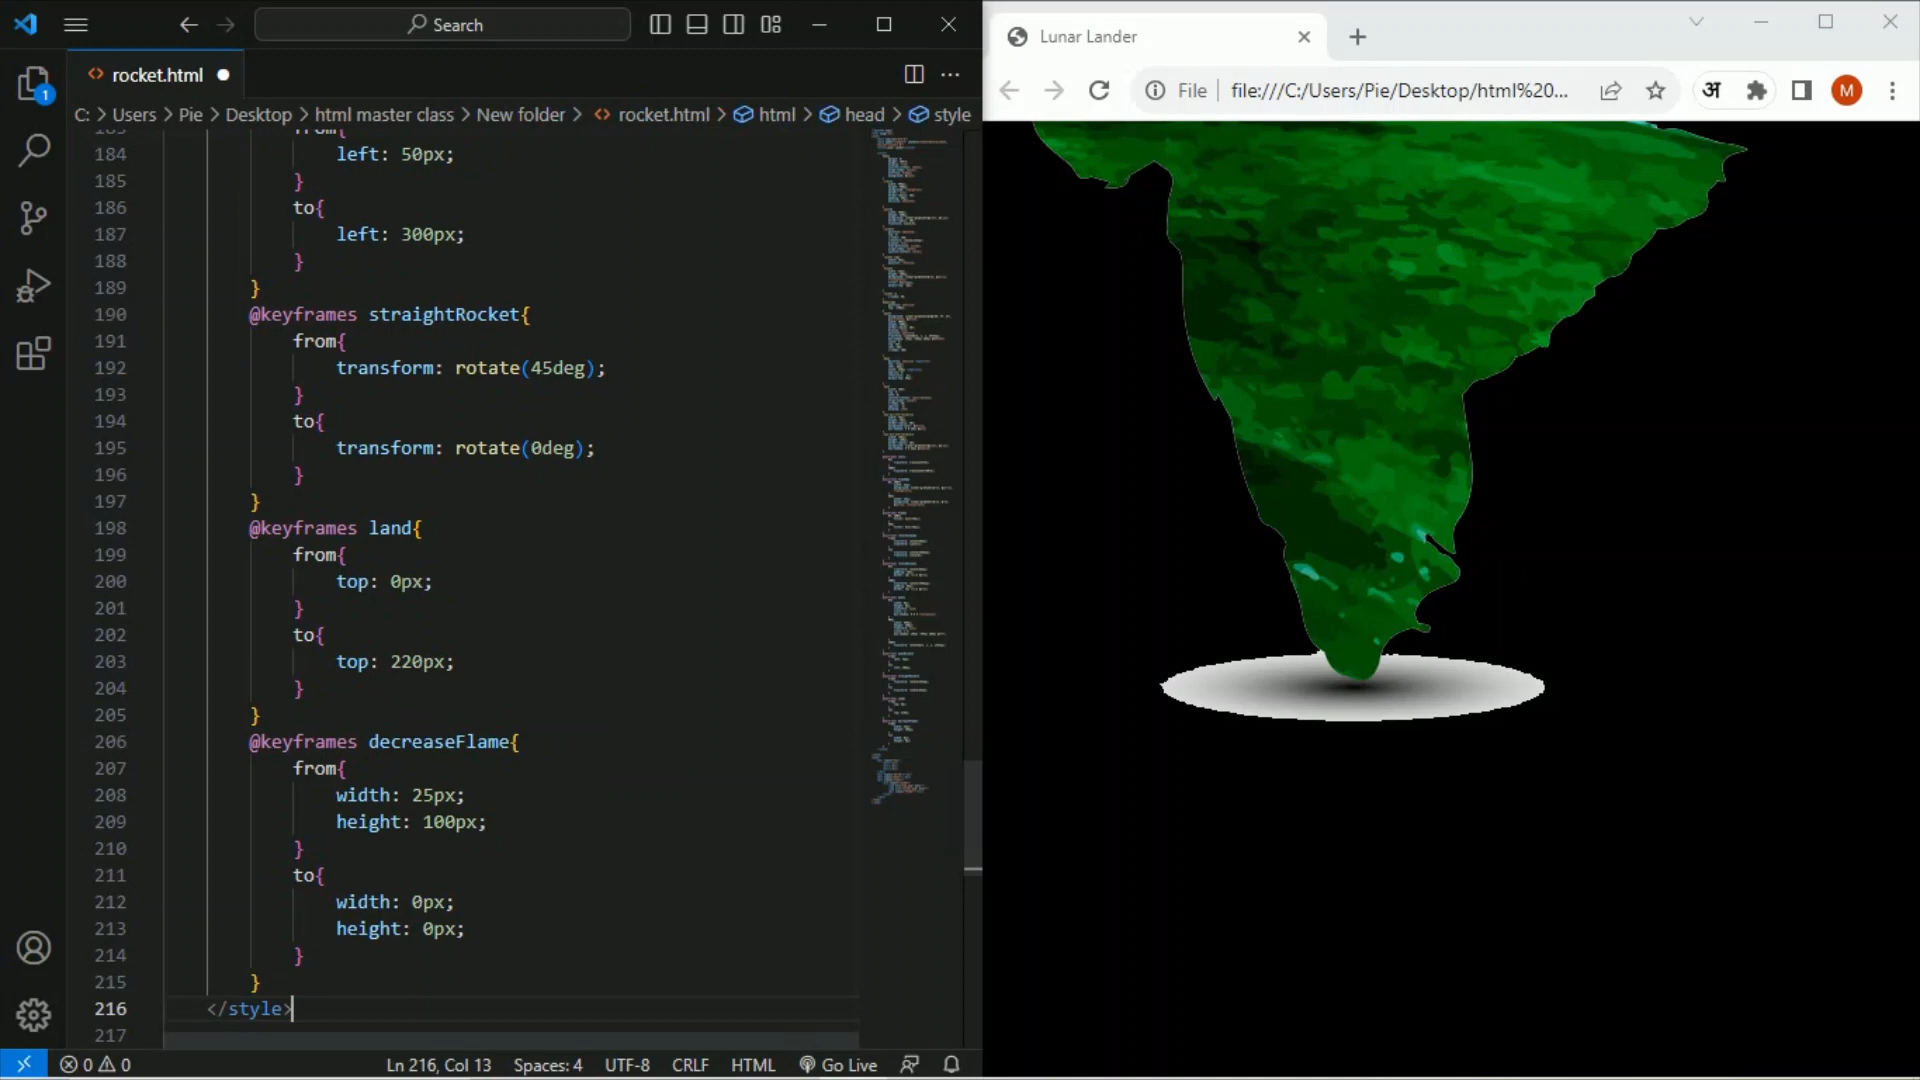 Search
rocket.html
C: > Users > Pie > Desktop > html master class > New folder > rocket.html > html > head > style
from{
184 left: 50px;
185 }
186 to{
187 left: 300px;
188 }
189 }
190 @keyframes straightRocket{
191 from{
192 transform: rotate(45deg);
193 }
194 to{
195 transform: rotate(0deg);
196 }
197 }
198 @keyframes land{
199 from{
200 top: 0px;
201 }
202 to{
203 top: 220px;
204 }
205 }
206 @keyframes decreaseFlame{
207 from{
208 width: 25px;
209 height: 100px;
210 }
211 to{
212 width: 0px;
213 height: 0px;
214 }
215 }
216 </style>
217
1
0 0 Ln 216, Col 13 Spaces: 4 UTF-8 CRLF HTML Go Live
Lunar Lander
File file:///C:/Users/Pie/Desktop/html%20... अ M